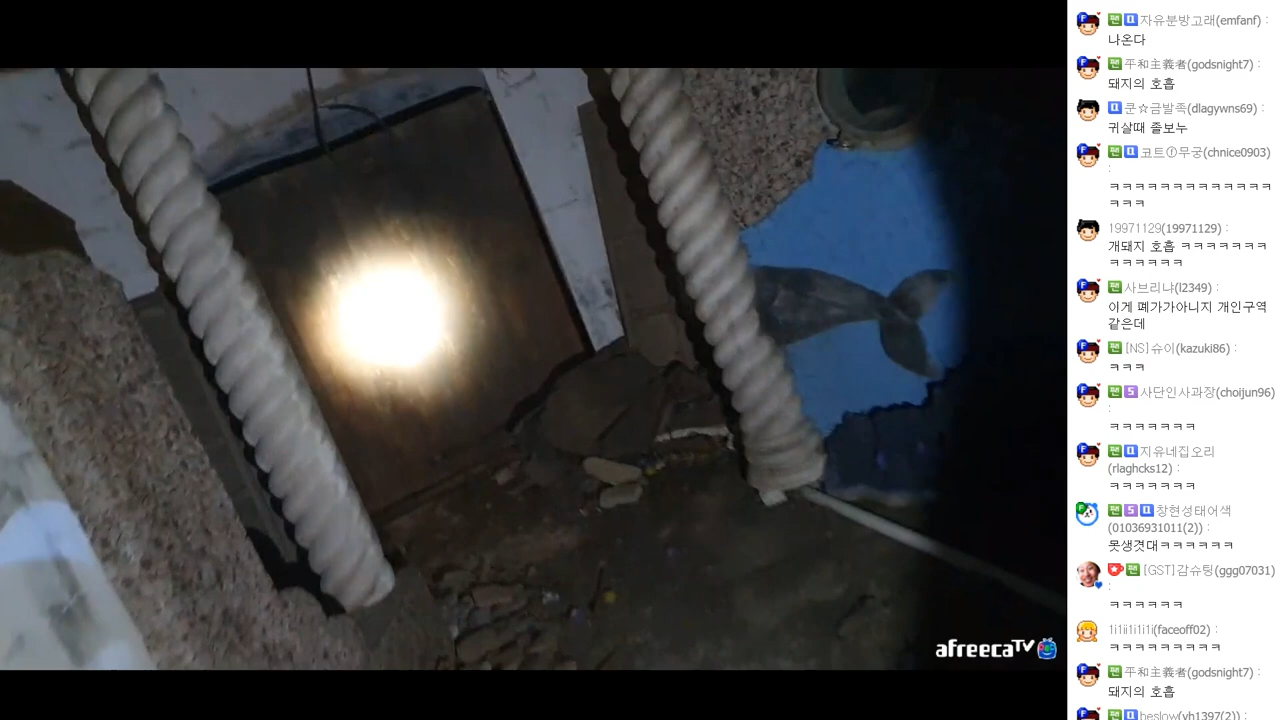 자유분방고래(emfanf) :
나온다
平和主義者(godsnight7) :
돼지의 호흡
쿤☆금발족(dlagywns69) :
귀살때 졸보누
코트ⓕ무궁(chnice0903)
:
ㅋㅋㅋㅋㅋㅋㅋㅋㅋㅋㅋㅋㅋ
ㅋㅋㅋ
19971129(19971129) :
개돼지 호흡 ㅋㅋㅋㅋㅋㅋㅋ
ㅋㅋㅋㅋㅋㅋ
사브리냐(l2349) :
이게 폐가가아니지 개인구역
같은데
[NS]슈이(kazuki86) :
ㅋㅋㅋ
사단인사과장(choijun96)
:
ㅋㅋㅋㅋㅋㅋㅋ
지유네집오리
(rlaghcks12) :
ㅋㅋㅋㅋㅋㅋㅋ
창현성태어색
(01036931011(2)) :
못생겻대ㅋㅋㅋㅋㅋㅋ
[GST]감슈팅(ggg07031)
:
ㅋㅋㅋㅋㅋㅋ
1i1ii1i1i1i(faceoff02) :
ㅋㅋㅋㅋㅋㅋㅋㅋㅋ
平和主義者(godsnight7) :
돼지의 호흡
beslow(yh1397(2)) :
afreecaTV